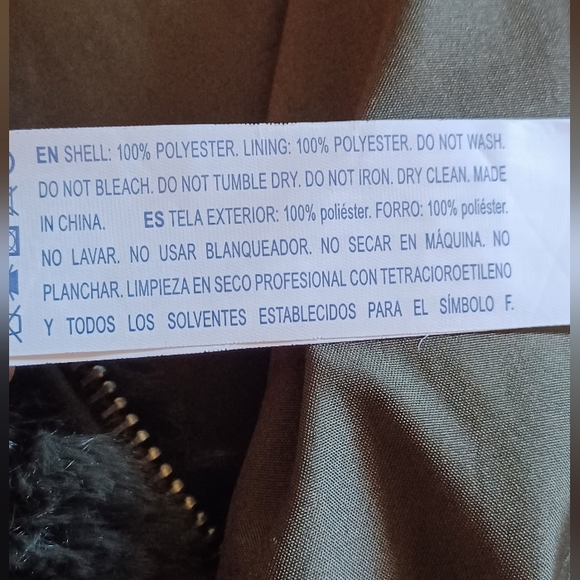 EN SHELL: 100% POLYESTER. LINING: 100% POLYESTER. DO NOT WASH.
DO NOT BLEACH. DO NOT TUMBLE DRY. DO NOT IRON. DRY CLEAN. MADE
IN CHINA. ES TELA EXTERIOR: 100% poliéster. FORRO: 100% poliéster.
NO LAVAR. NO USAR BLANQUEADOR. NO SECAR EN MÁQUINA. NO
PLANCHAR. LIMPIEZA EN SECO PROFESIONAL CON TETRACIOROETILENO
Y TODOS LOS SOLVENTES ESTABLECIDOS PARA EL SÍMBOLO F.